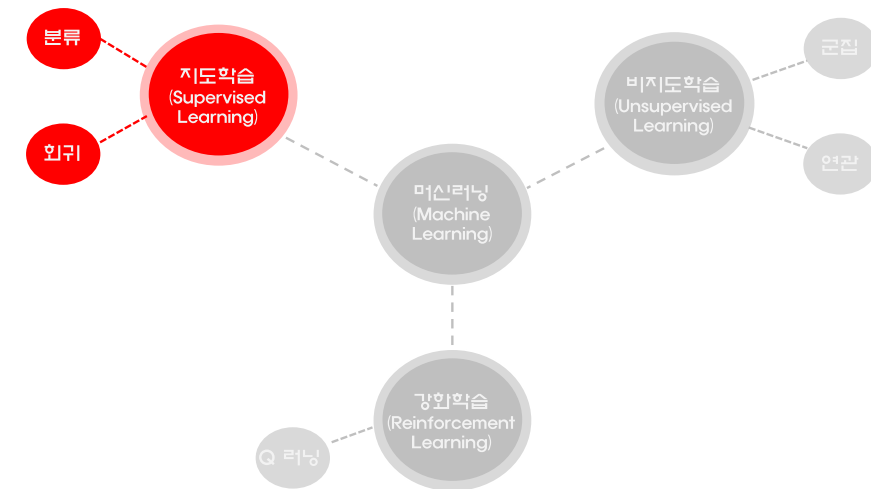 분류
지도학습
(Supervised
Learning)
회귀
비지도학습
(Unsupervised
Learning)
군집
연관
머신러닝
(Machine
Learning)
강화학습
(Reinforcement
Learning)
Q 러닝